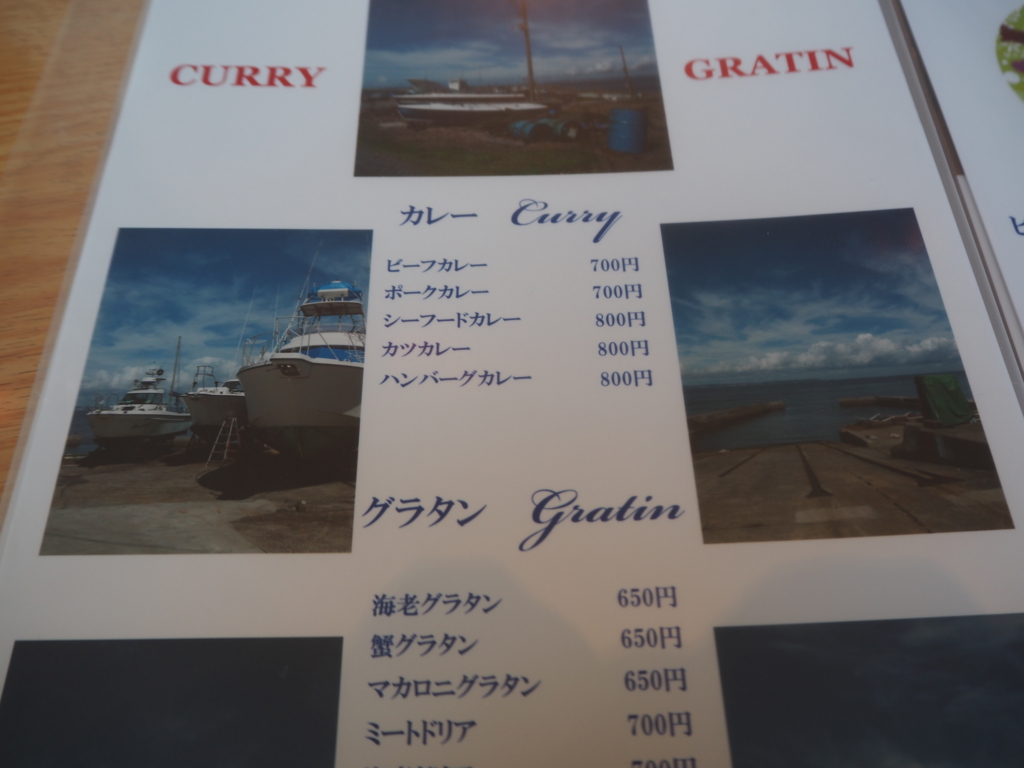 CURRY
GRATIN
カレー Curry
ビーフカレー 700円
ポークカレー 700円
シーフードカレー 800円
カツカレー 800円
ハンバーグカレー 800円
グラタン Gratin
海老グラタン 650円
蟹グラタン 650円
マカロニグラタン 650円
ミートドリア 700円
700円